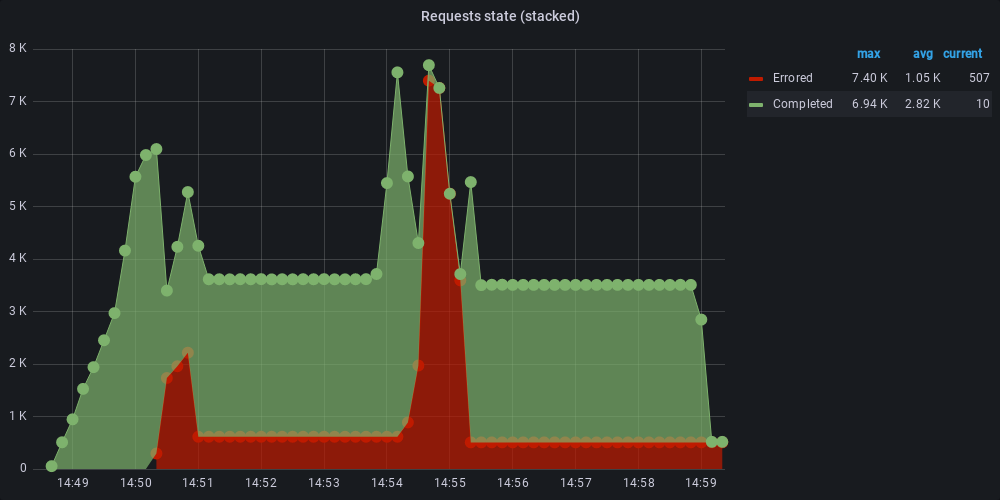 Requests state (stacked)
8 K
7 K
6 K
5 K
4 K
3 K
2 K
1 K
0
14:49 14:50 14:51 14:52 14:53 14:54 14:55 14:56 14:57 14:58 14:59
max avg current
Errored 7.40 K 1.05 K 507
Completed 6.94 K 2.82 K 10